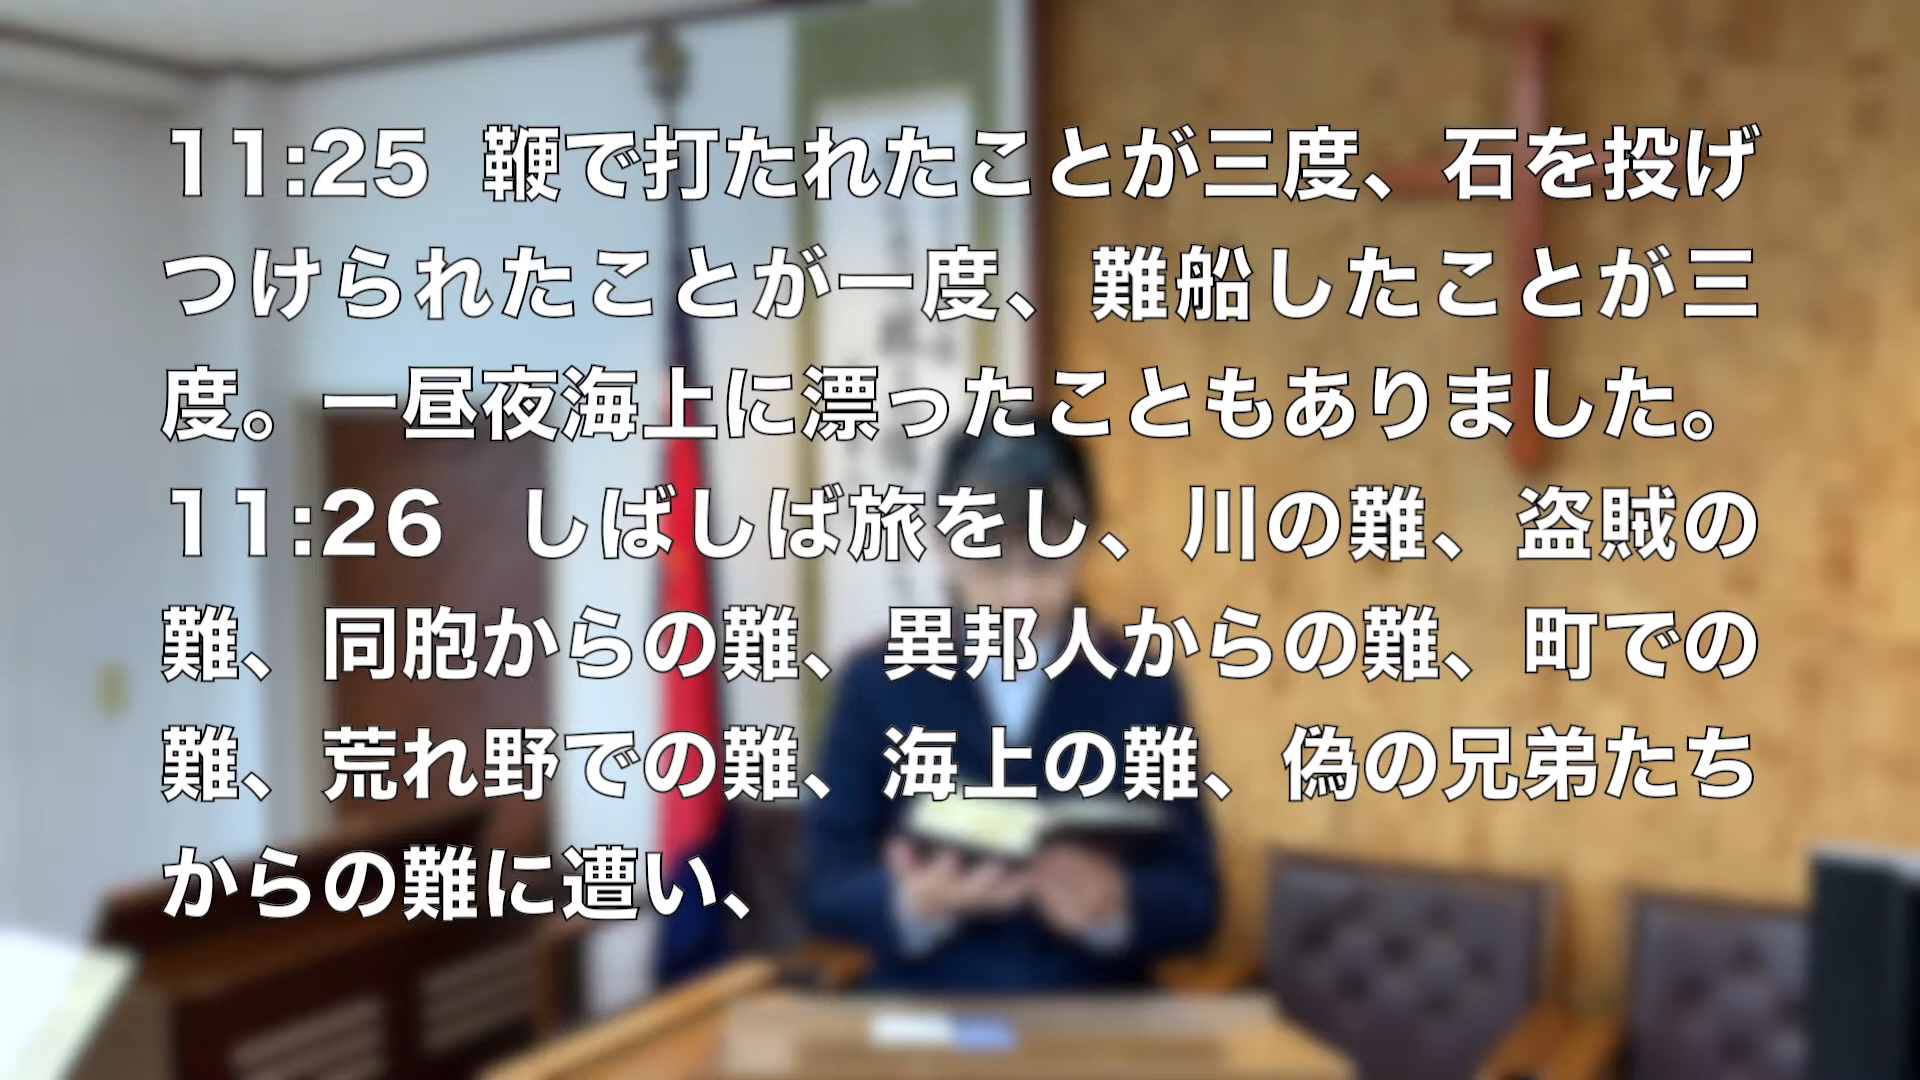 11:25 鞭で打たれたことが三度、石を投げ
つけられたことが一度、難船したことが三
度。一昼夜海上に漂ったこともありました。
11:26 しばしば旅をし、川の難、盗賊の
難、同胞からの難、異邦人からの難、町での
難、荒れ野での難、海上の難、偽の兄弟たち
からの難に遭い、